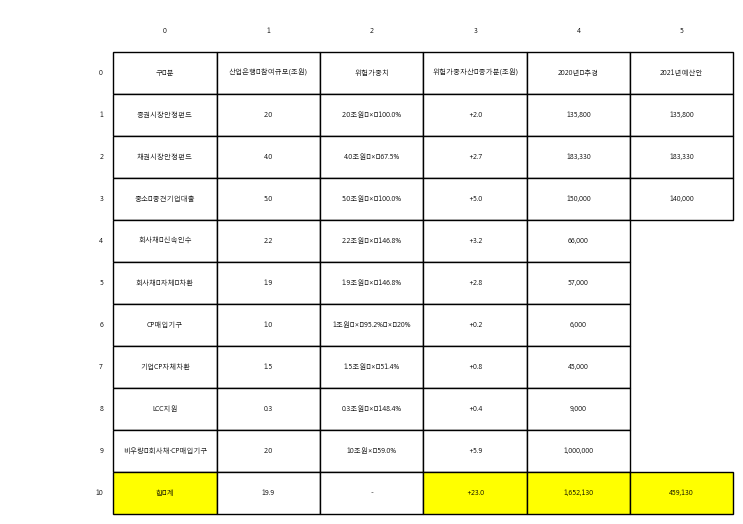 0 1 2 3 4 5
0 구□분 산업은행□참여규모(조원) 위험가중치 위험가중자산□증가분(조원) 2020년□추경 2021년예산안
1 증권시장안정펀드 2.0 2.0조원□×□100.0% +2.0 135,800 135,800
2 채권시장안정펀드 4.0 4.0조원□×□67.5% +2.7 183,330 183,330
3 중소□중견기업대출 5.0 5.0조원□×□100.0% +5.0 150,000 140,000
4 회사채□신속인수 2.2 2.2조원□×□146.8% +3.2 66,000
5 회사채□자체□차환 1.9 1.9조원□×□146.8% +2.8 57,000
6 CP매입기구 1.0 1조원□×□95.2%□×□20% +0.2 6,000
7 기업CP자체차환 1.5 1.5조원□×□51.4% +0.8 45,000
8 LCC지원 0.3 0.3조원□×□148.4% +0.4 9,000
9 비우량□회사채·CP매입기구 2.0 10조원×□59.0% +5.9 1,000,000
10 합□계 19.9 - +23.0 1,652,130 459,130